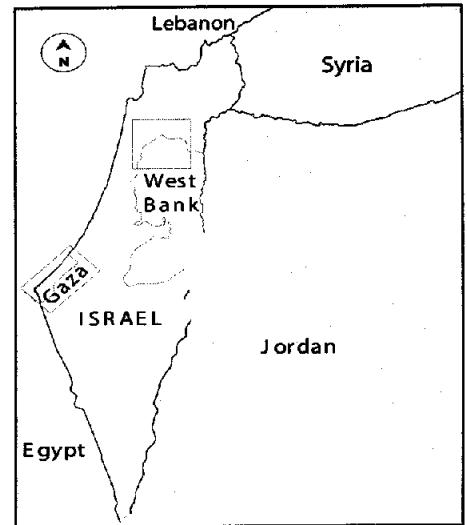 Lebanon
N
Syria
West
Bank
Gaza
ISRAEL
Jordan
Egypt